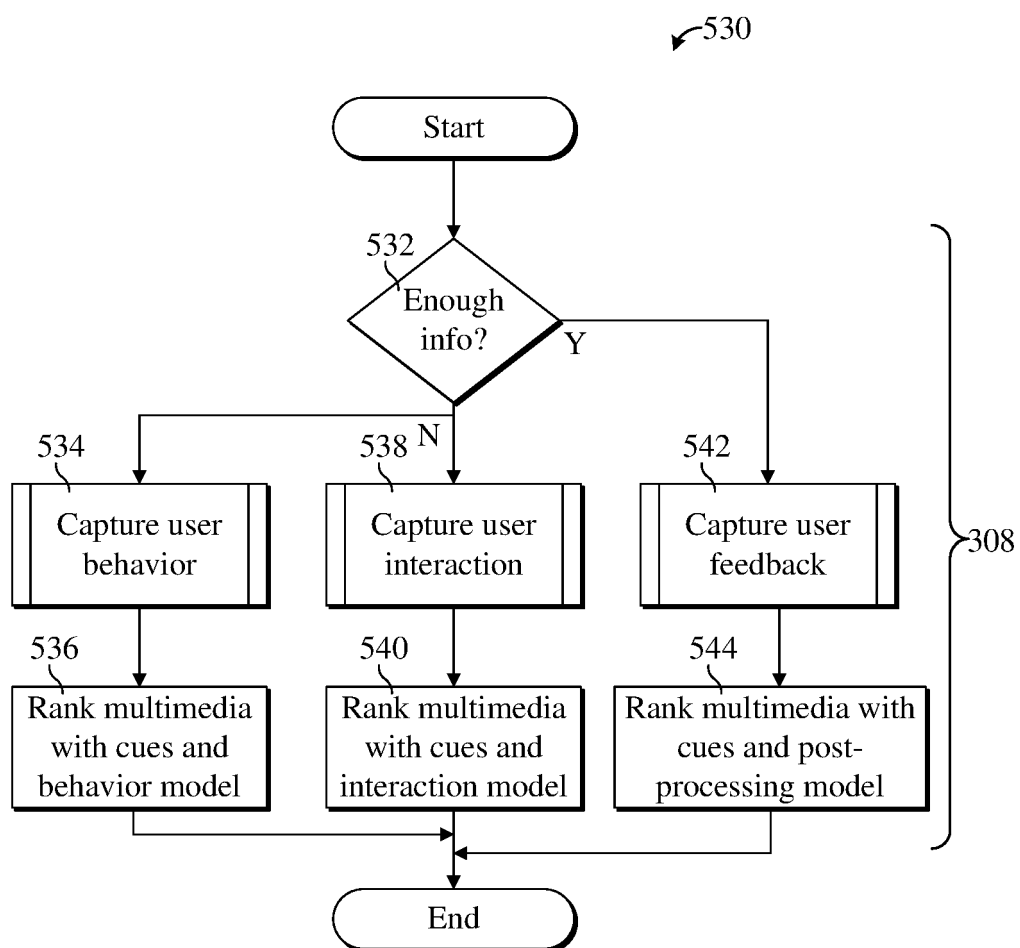 530
Start
532
Enough
info?
Y
N
534
538
542
Capture user
behavior
Capture user
interaction
Capture user
feedback
308
536
540
544
Rank multimedia
with cues and
behavior model
Rank multimedia
with cues and
interaction model
Rank multimedia with
cues and post-
processing model
End